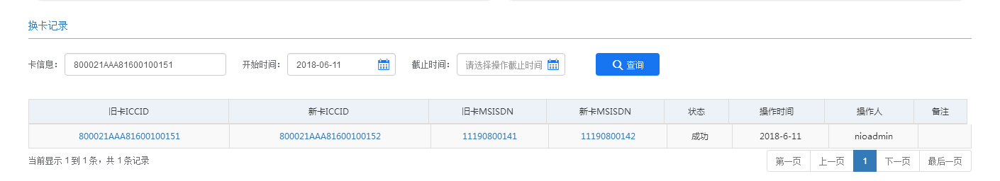 换卡记录
卡信息： 800021AAA81600100151 开始时间： 2018-06-11 截止时间： 请选择操作截止时间 查询
旧卡ICCID 新卡ICCID 旧卡MSISDN 新卡MSISDN 状态 操作时间 操作人 备注
800021AAA81600100151 800021AAA81600100152 11190800141 11190800142 成功 2018-6-11 nioadmin
当前显示 1 到 1 条，共 1 条记录 第一页 上一页 1 下一页 最后一页